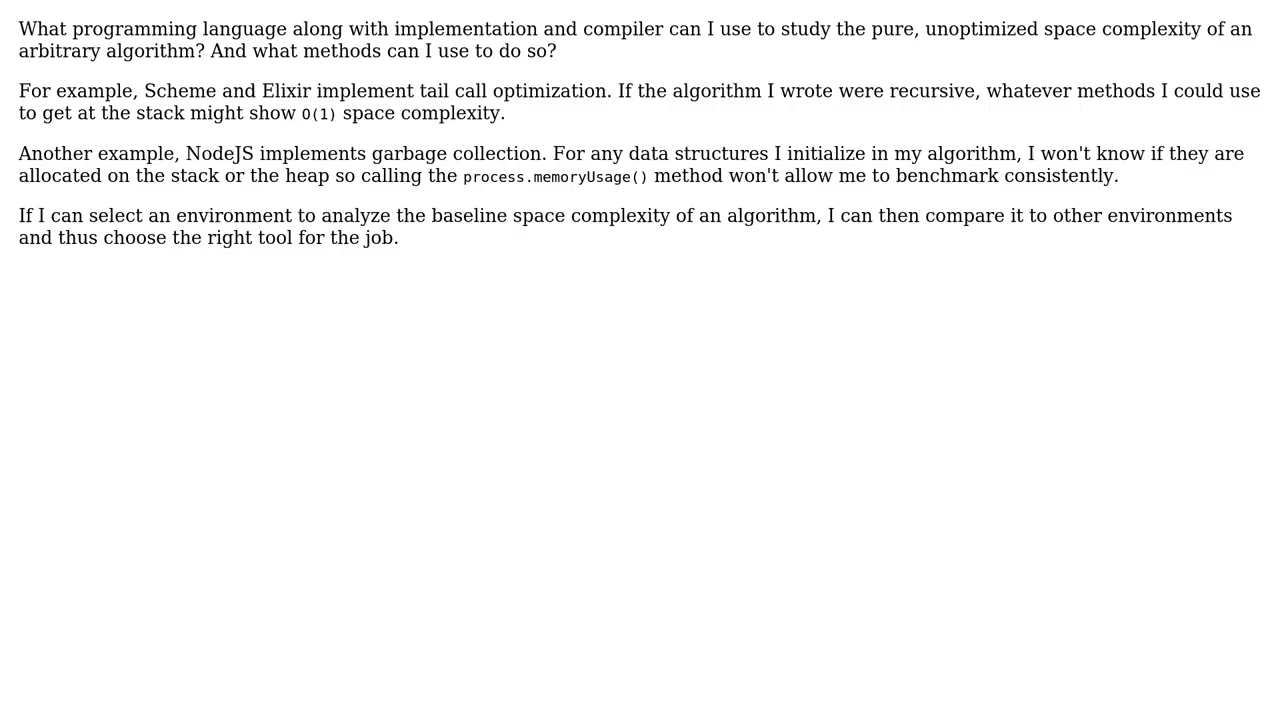 What programming language along with implementation and compiler can I use to study the pure, unoptimized space complexity of an
arbitrary algorithm? And what methods can I use to do so?
For example, Scheme and Elixir implement tail call optimization. If the algorithm I wrote were recursive, whatever methods I could use
to get at the stack might show O(1) space complexity.
Another example, NodeJS implements garbage collection. For any data structures I initialize in my algorithm, I won't know if they are
allocated on the stack or the heap so calling the process.memoryUsage() method won't allow me to benchmark consistently.
If I can select an environment to analyze the baseline space complexity of an algorithm, I can then compare it to other environments
and thus choose the right tool for the job.